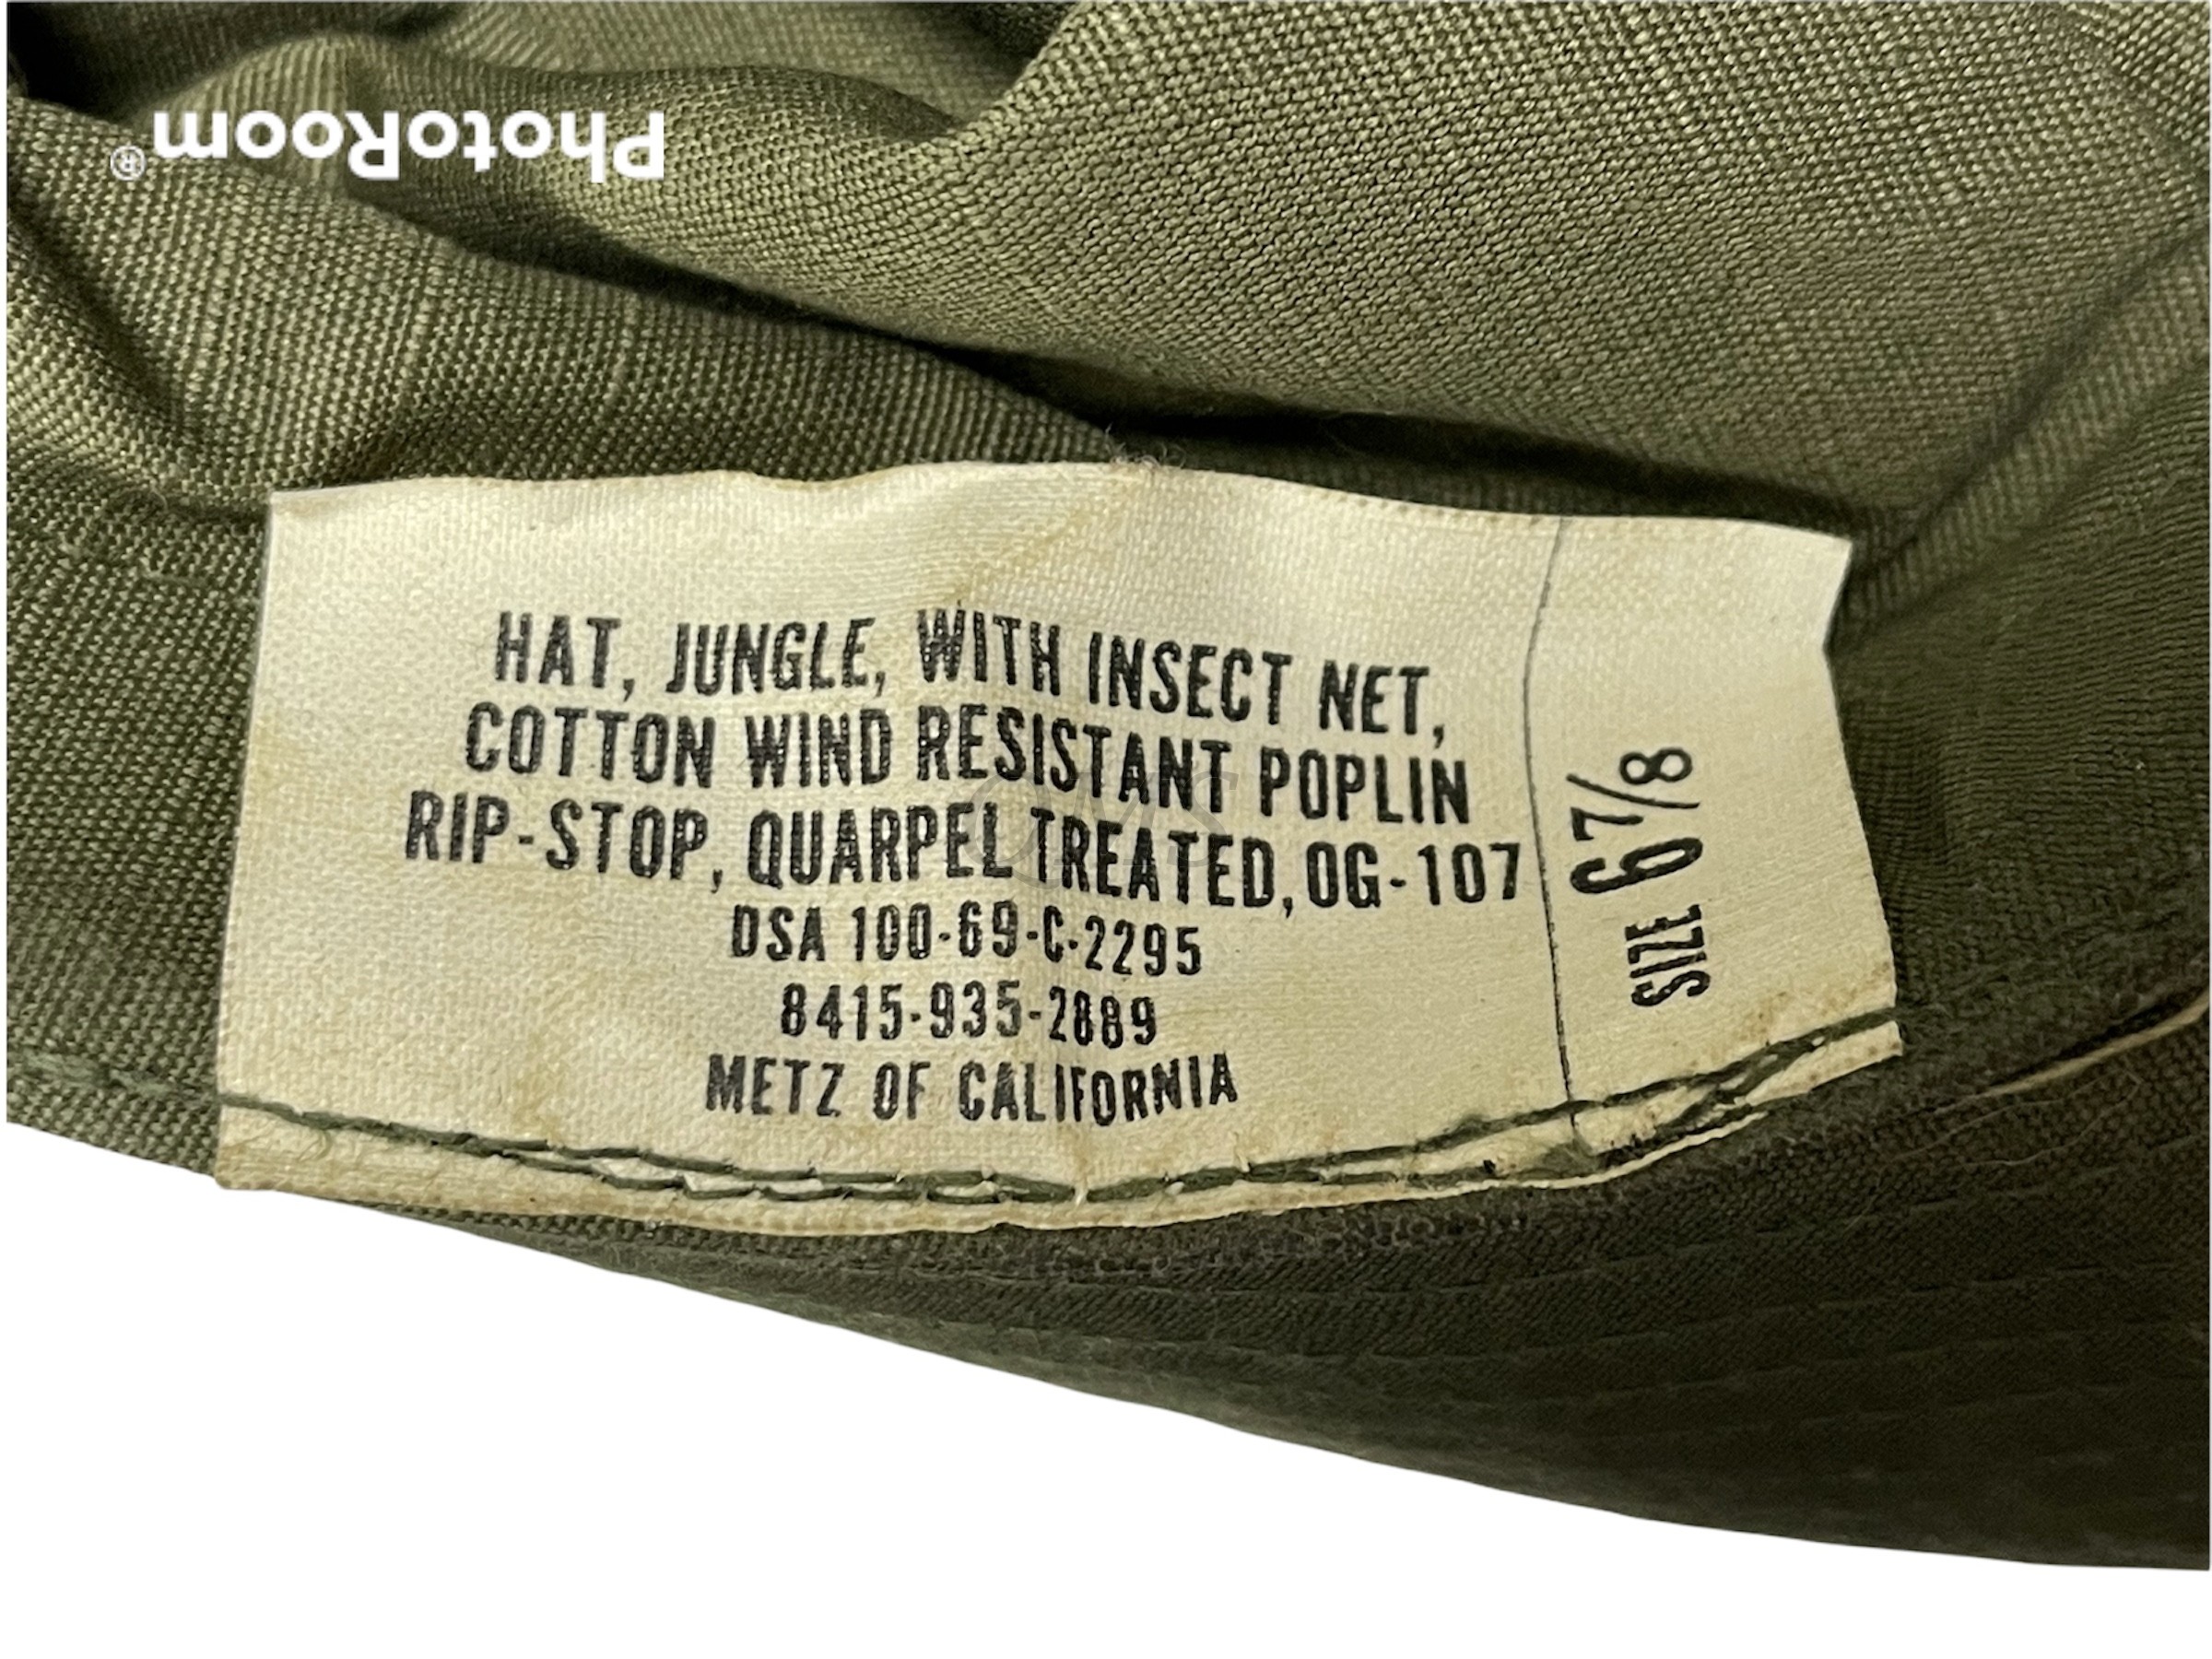 PhotoRoom®
HAT, JUNGLE, WITH INSECT NET,
COTTON WIND RESISTANT POPLIN
RIP-STOP, QUARPEL TREATED, OG-107
DSA 100-69-C-2295
8415-935-2889
METZ OF CALIFORNIA
SIZE 6 7/8